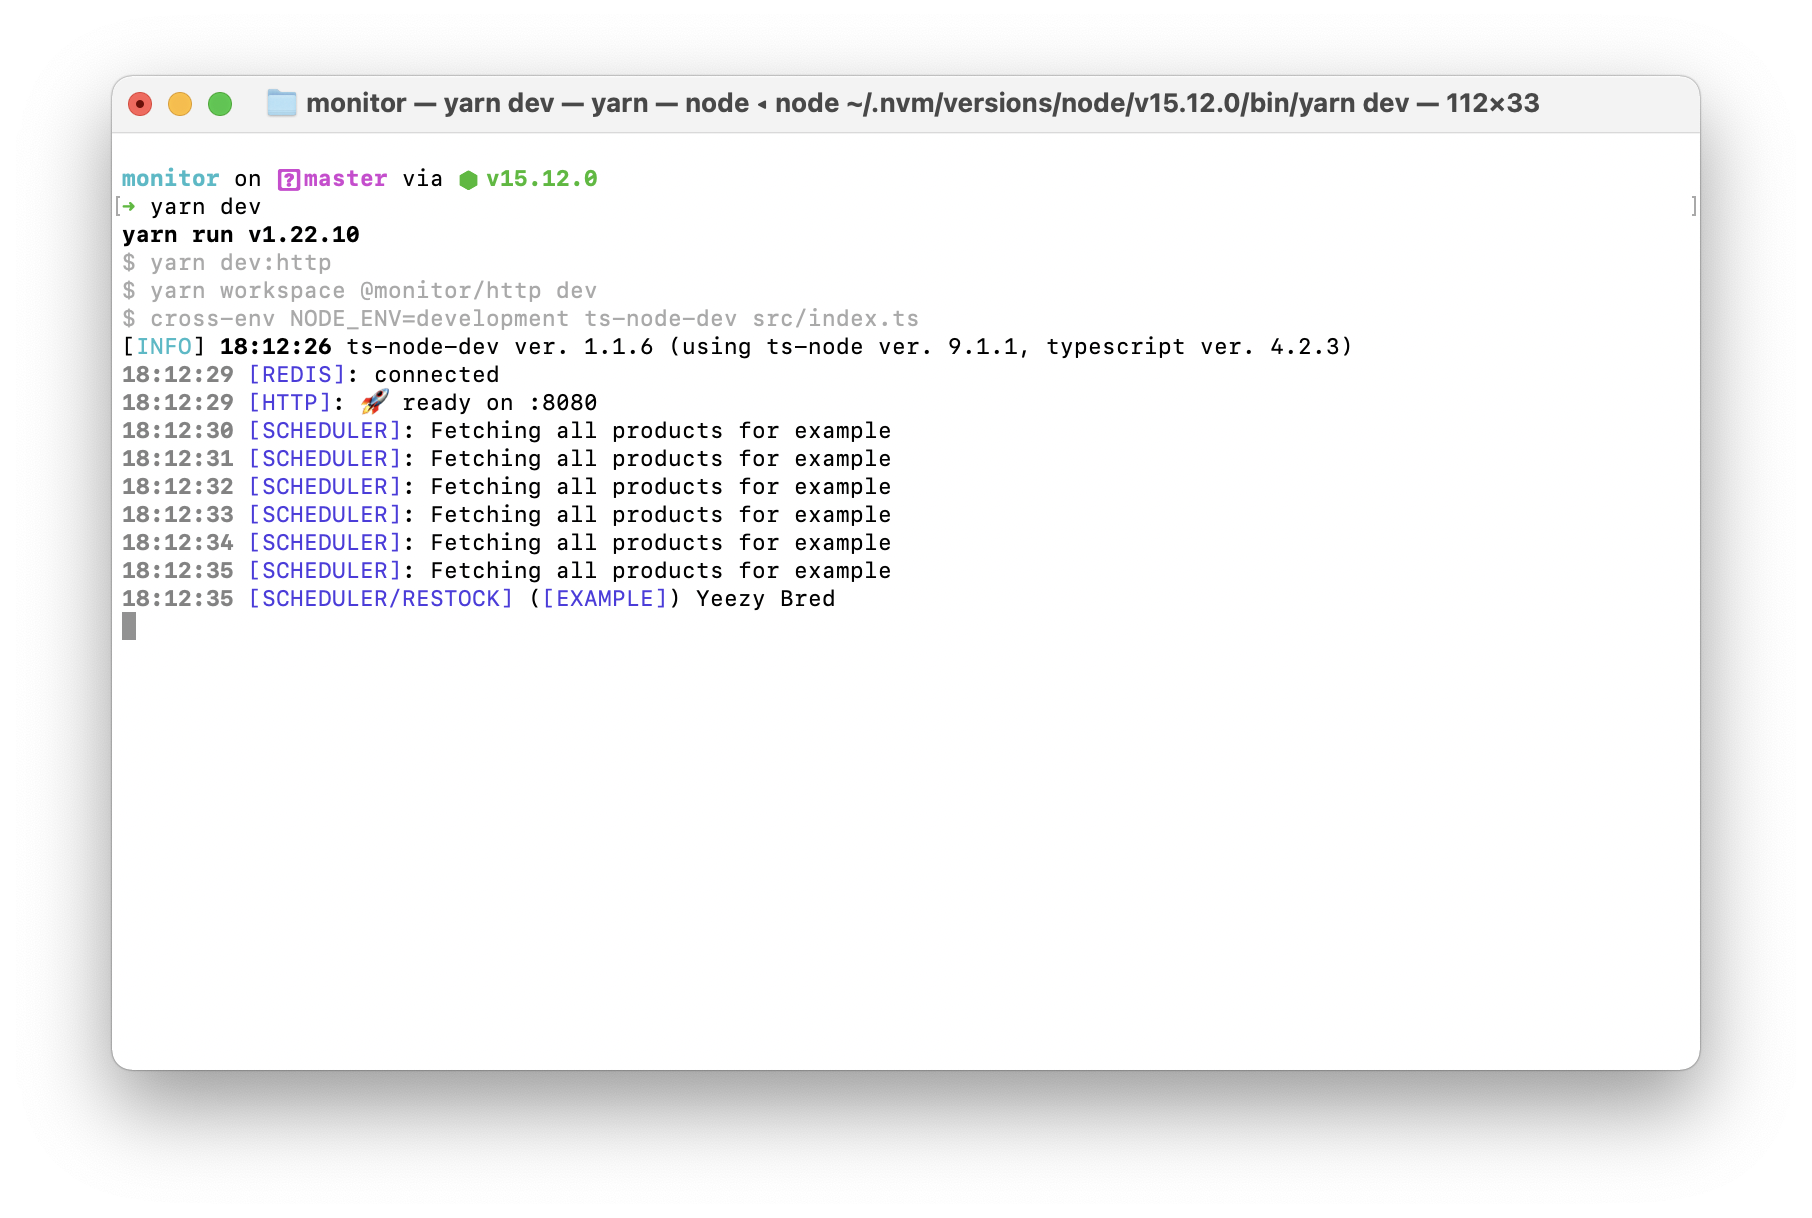 monitor — yarn dev — yarn — node ◂ node ~/.nvm/versions/node/v15.12.0/bin/yarn dev — 112×33
monitor on ?master via ⬢ v15.12.0
[➜ yarn dev ]
yarn run v1.22.10
$ yarn dev:http
$ yarn workspace @monitor/http dev
$ cross-env NODE_ENV=development ts-node-dev src/index.ts
[INFO] 18:12:26 ts-node-dev ver. 1.1.6 (using ts-node ver. 9.1.1, typescript ver. 4.2.3)
18:12:29 [REDIS]: connected
18:12:29 [HTTP]: 🚀 ready on :8080
18:12:30 [SCHEDULER]: Fetching all products for example
18:12:31 [SCHEDULER]: Fetching all products for example
18:12:32 [SCHEDULER]: Fetching all products for example
18:12:33 [SCHEDULER]: Fetching all products for example
18:12:34 [SCHEDULER]: Fetching all products for example
18:12:35 [SCHEDULER]: Fetching all products for example
18:12:35 [SCHEDULER/RESTOCK] ([EXAMPLE]) Yeezy Bred